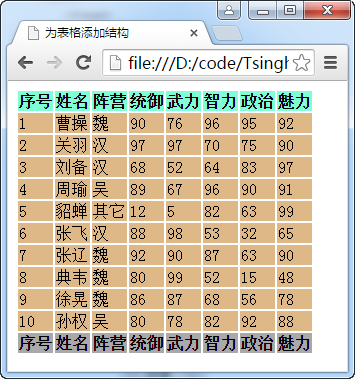 为表格添加结构
file:///D:/code/Tsingh
序号 姓名 阵营 统御 武力 智力 政治 魅力
1 曹操 魏 90 76 96 95 92
2 关羽 汉 97 97 70 75 90
3 刘备 汉 68 52 64 83 97
4 周瑜 吴 89 67 96 90 91
5 貂蝉 其它 12 5 82 63 99
6 张飞 汉 88 98 53 32 65
7 张辽 魏 92 90 87 63 90
8 典韦 魏 80 99 52 15 48
9 徐晃 魏 86 87 68 56 78
10 孙权 吴 80 78 82 92 88
序号 姓名 阵营 统御 武力 智力 政治 魅力